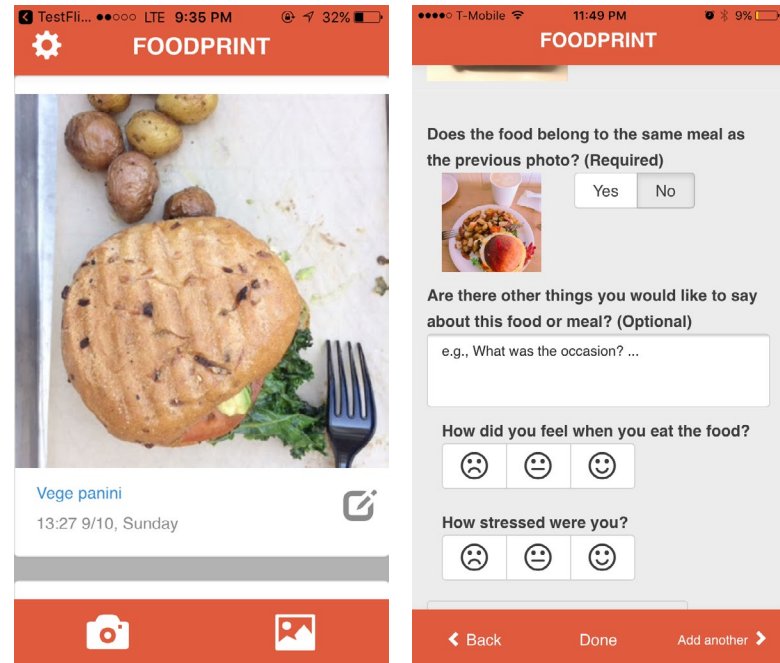 TestFli... LTE 9:35 PM 32%
FOODPRINT
Vege panini
13:27 9/10, Sunday
T-Mobile 11:49 PM 9%
FOODPRINT
Does the food belong to the same meal as
the previous photo? (Required)
Yes No
Are there other things you would like to say
about this food or meal? (Optional)
e.g., What was the occasion? ...
How did you feel when you eat the food?
How stressed were you?
Back Done Add another